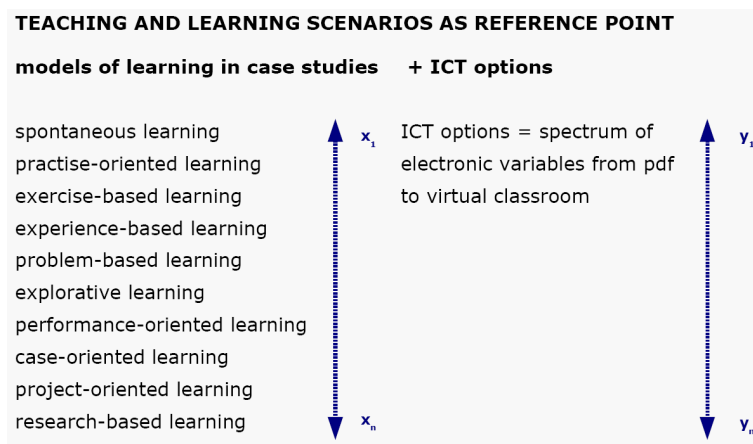 TEACHING AND LEARNING SCENARIOS AS REFERENCE POINT
models of learning in case studies + ICT options
spontaneous learning
practise-oriented learning
exercise-based learning
experience-based learning
problem-based learning
explorative learning
performance-oriented learning
case-oriented learning
project-oriented learning
research-based learning
x₁
xₙ
ICT options = spectrum of
electronic variables from pdf
to virtual classroom
y₁
yₙ